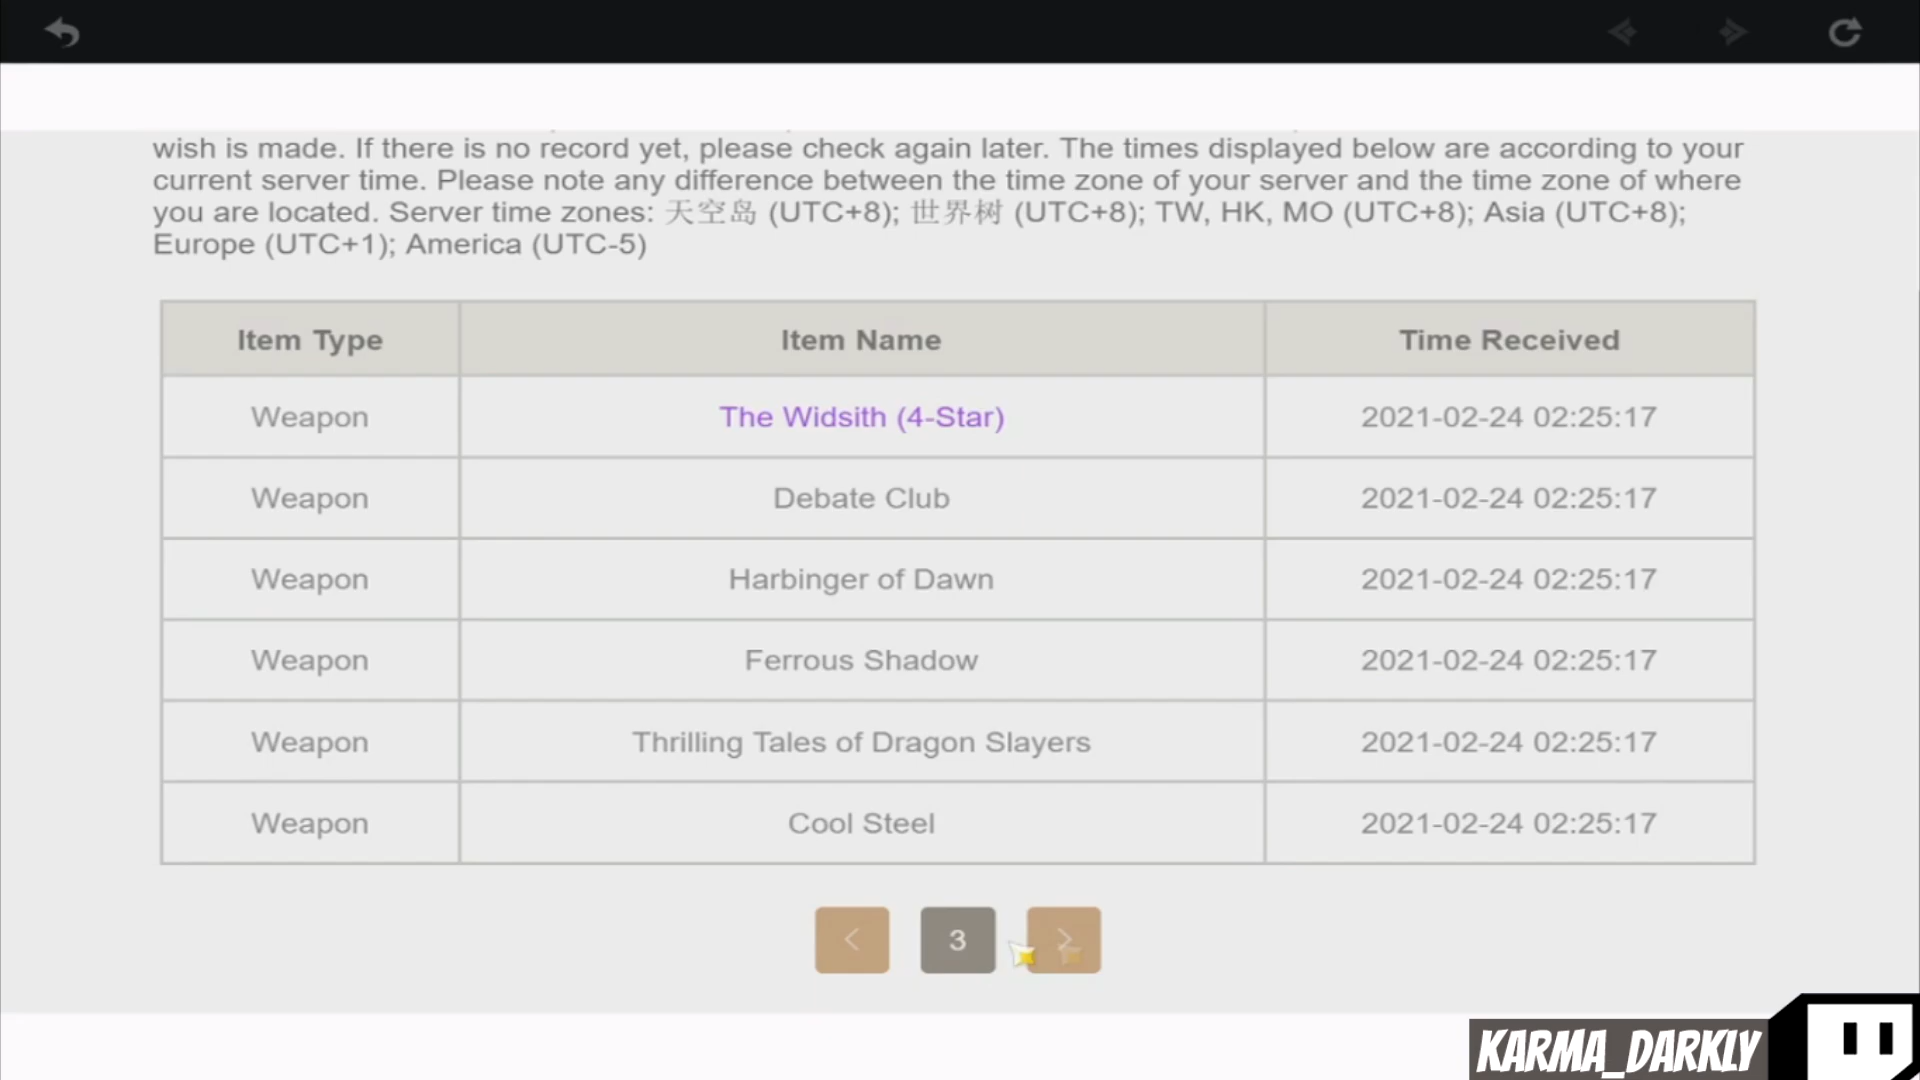 wish is made. If there is no record yet, please check again later. The times displayed below are according to your
current server time. Please note any difference between the time zone of your server and the time zone of where
you are located. Server time zones: 天空岛 (UTC+8); 世界树 (UTC+8); TW, HK, MO (UTC+8); Asia (UTC+8);
Europe (UTC+1); America (UTC-5)
Item Type Item Name Time Received
Weapon The Widsith (4-Star) 2021-02-24 02:25:17
Weapon Debate Club 2021-02-24 02:25:17
Weapon Harbinger of Dawn 2021-02-24 02:25:17
Weapon Ferrous Shadow 2021-02-24 02:25:17
Weapon Thrilling Tales of Dragon Slayers 2021-02-24 02:25:17
Weapon Cool Steel 2021-02-24 02:25:17
3
KARMA_DARKLY